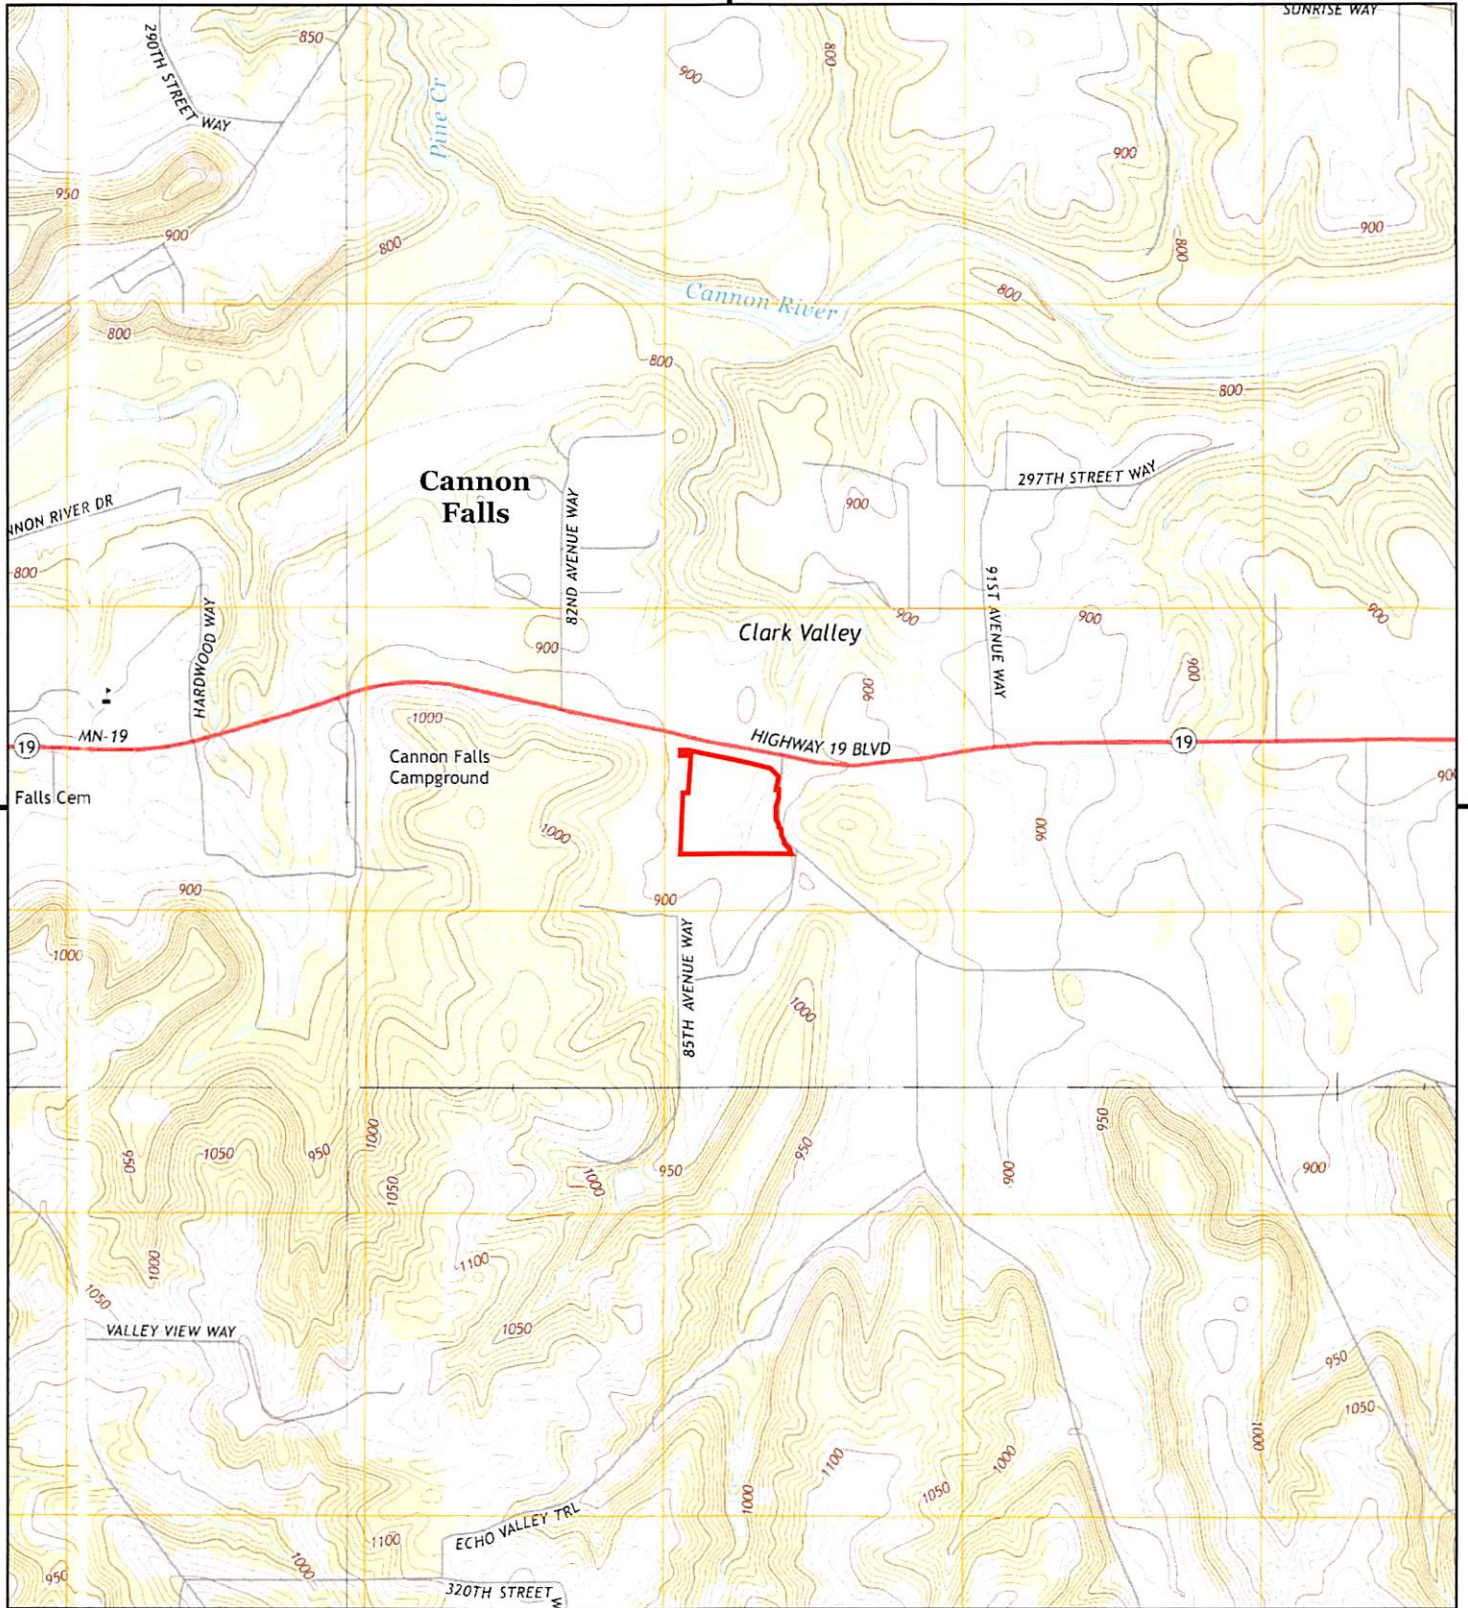 SUNRISE WAY
290TH STREET WAY
850
900
800
Pine Cr
900
950
900
800
800
900
Cannon River
800
800
800
800
Cannon
Falls
297TH STREET WAY
NNON RIVER DR
900
82ND AVENUE WAY
800
91ST AVENUE WAY
HARDWOOD WAY
Clark Valley
900
900
900
900
900
900
1000
19
MN-19
HIGHWAY 19 BLVD
19
Cannon Falls
Campground
900
Falls Cem
1000
900
900
900
85TH AVENUE WAY
1000
1000
1000
950
950
1050
950
1050
1000
950
950
900
900
1000
1100
1050
1050
VALLEY VIEW WAY
950
1050
1000
1100
1000
1050
1000
ECHO VALLEY TRL
1100
1000
950
320TH STREET W